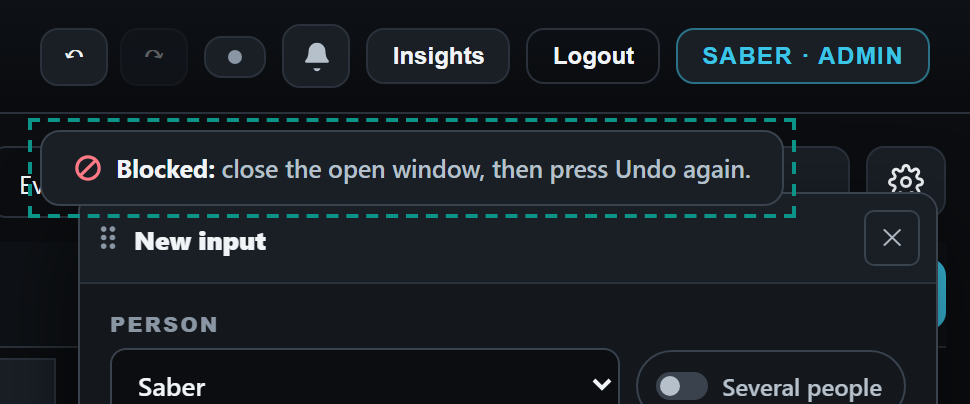 Insights Logout SABER · ADMIN
Blocked: close the open window, then press Undo again.
New input
PERSON
Saber Several people